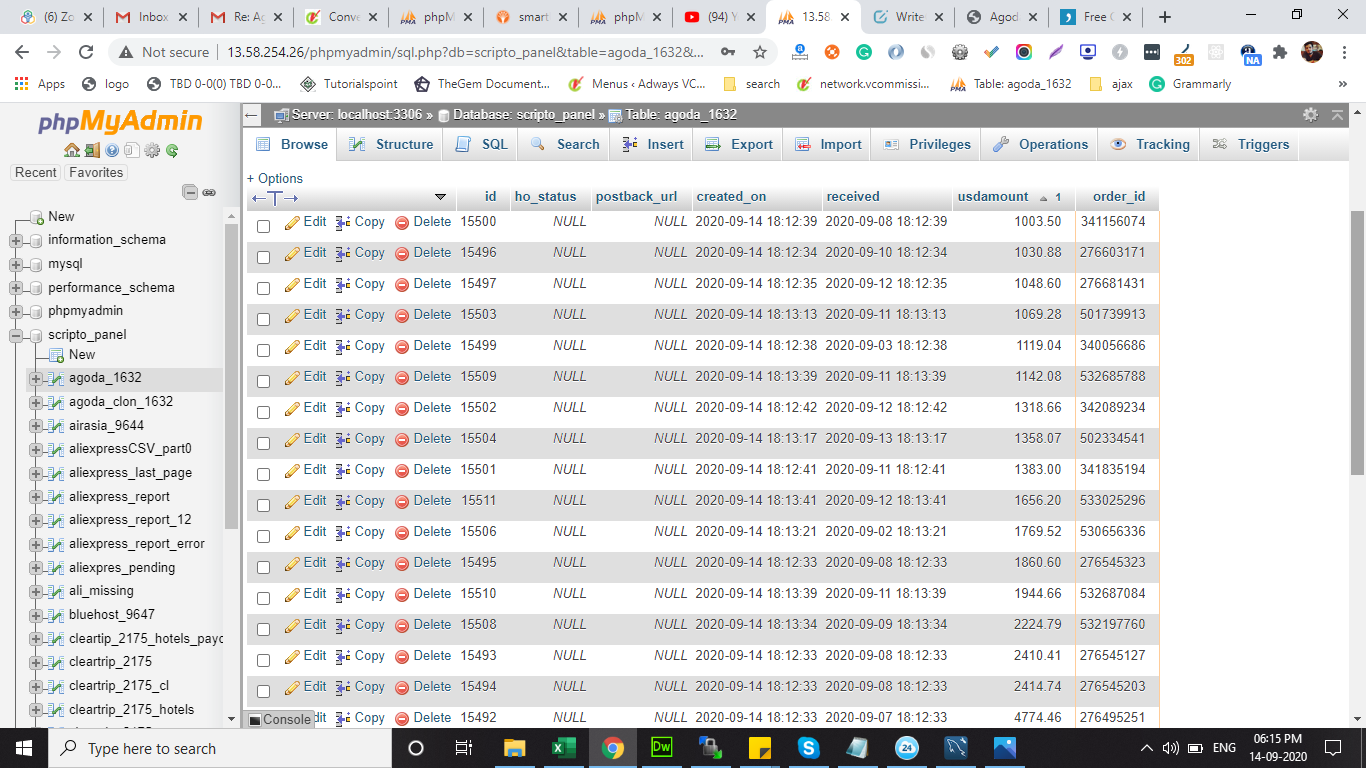 (6) Zo
Inbox
Re: Ag
Conve
phpM
smart
phpM
(94) Y
13.58
Write
Agod
Free C
Not secure | 13.58.254.26/phpmyadmin/sql.php?db=scripto_panel&table=agoda_1632&...
302
NA
Apps
logo
TBD 0-0(0) TBD 0-0...
Tutorialspoint
TheGem Document...
Menus ‹ Adways VC...
search
network.vcommissi...
Table: agoda_1632
ajax
Grammarly
phpMyAdmin
Recent
Favorites
New
information_schema
mysql
performance_schema
phpmyadmin
scripto_panel
New
agoda_1632
agoda_clon_1632
airasia_9644
aliexpressCSV_part0
aliexpress_last_page
aliexpress_report
aliexpress_report_12
aliexpress_report_error
aliexpres_pending
ali_missing
bluehost_9647
cleartip_2175_hotels_payc
cleartrip_2175
cleartrip_2175_cl
cleartrip_2175_hotels
Server: localhost:3306 » Database: scripto_panel » Table: agoda_1632
Browse Structure SQL Search Insert Export Import Privileges Operations Tracking Triggers
+ Options
id ho_status postback_url created_on received usdamount 1 order_id
Edit Copy Delete 15500 NULL NULL 2020-09-14 18:12:39 2020-09-08 18:12:39 1003.50 341156074
Edit Copy Delete 15496 NULL NULL 2020-09-14 18:12:34 2020-09-10 18:12:34 1030.88 276603171
Edit Copy Delete 15497 NULL NULL 2020-09-14 18:12:35 2020-09-12 18:12:35 1048.60 276681431
Edit Copy Delete 15503 NULL NULL 2020-09-14 18:13:13 2020-09-11 18:13:13 1069.28 501739913
Edit Copy Delete 15499 NULL NULL 2020-09-14 18:12:38 2020-09-03 18:12:38 1119.04 340056686
Edit Copy Delete 15509 NULL NULL 2020-09-14 18:13:39 2020-09-11 18:13:39 1142.08 532685788
Edit Copy Delete 15502 NULL NULL 2020-09-14 18:12:42 2020-09-12 18:12:42 1318.66 342089234
Edit Copy Delete 15504 NULL NULL 2020-09-14 18:13:17 2020-09-13 18:13:17 1358.07 502334541
Edit Copy Delete 15501 NULL NULL 2020-09-14 18:12:41 2020-09-11 18:12:41 1383.00 341835194
Edit Copy Delete 15511 NULL NULL 2020-09-14 18:13:41 2020-09-12 18:13:41 1656.20 533025296
Edit Copy Delete 15506 NULL NULL 2020-09-14 18:13:21 2020-09-02 18:13:21 1769.52 530656336
Edit Copy Delete 15495 NULL NULL 2020-09-14 18:12:33 2020-09-08 18:12:33 1860.60 276545323
Edit Copy Delete 15510 NULL NULL 2020-09-14 18:13:39 2020-09-11 18:13:39 1944.66 532687084
Edit Copy Delete 15508 NULL NULL 2020-09-14 18:13:34 2020-09-09 18:13:34 2224.79 532197760
Edit Copy Delete 15493 NULL NULL 2020-09-14 18:12:33 2020-09-08 18:12:33 2410.41 276545127
Edit Copy Delete 15494 NULL NULL 2020-09-14 18:12:33 2020-09-08 18:12:33 2414.74 276545203
Copy Delete 15492 NULL NULL 2020-09-14 18:12:33 2020-09-07 18:12:33 4774.46 276495251
Console
Type here to search
Dw
24
ENG
06:15 PM
14-09-2020